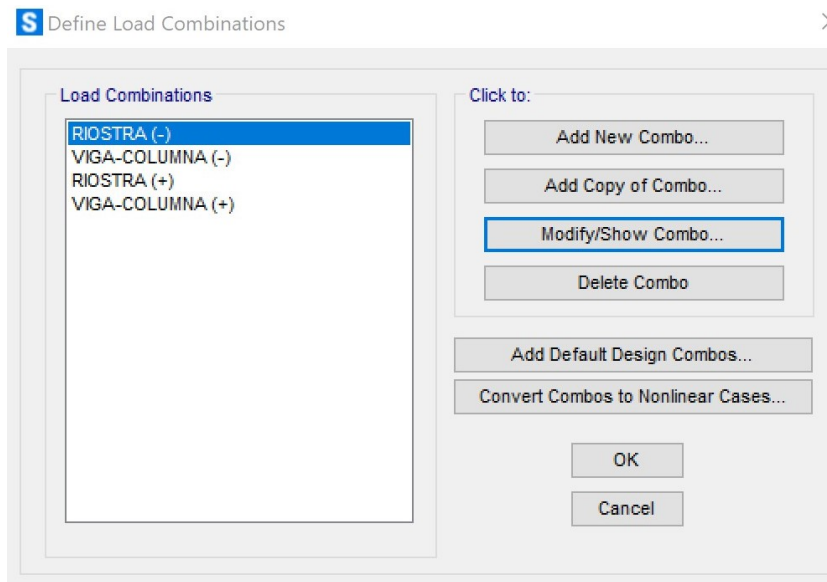 S Define Load Combinations
Load Combinations
RIOSTRA (-)
VIGA-COLUMNA (-)
RIOSTRA (+)
VIGA-COLUMNA (+)
Click to:
Add New Combo...
Add Copy of Combo...
Modify/Show Combo...
Delete Combo
Add Default Design Combos...
Convert Combos to Nonlinear Cases...
OK
Cancel